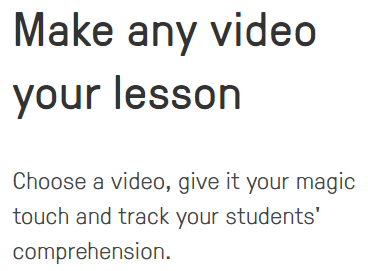 Make any video
your lesson
Choose a video, give it your magic
touch and track your students'
comprehension.